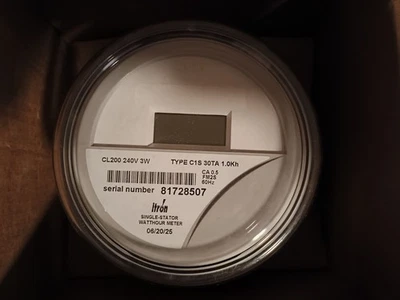 CL200 240V 3W TYPE C1S 30TA 1.0Kh
CA 0.5
FM2S
60Hz
serial number 81728507
Itrón
SINGLE-STATOR
WATTHOUR METER
06/20/25